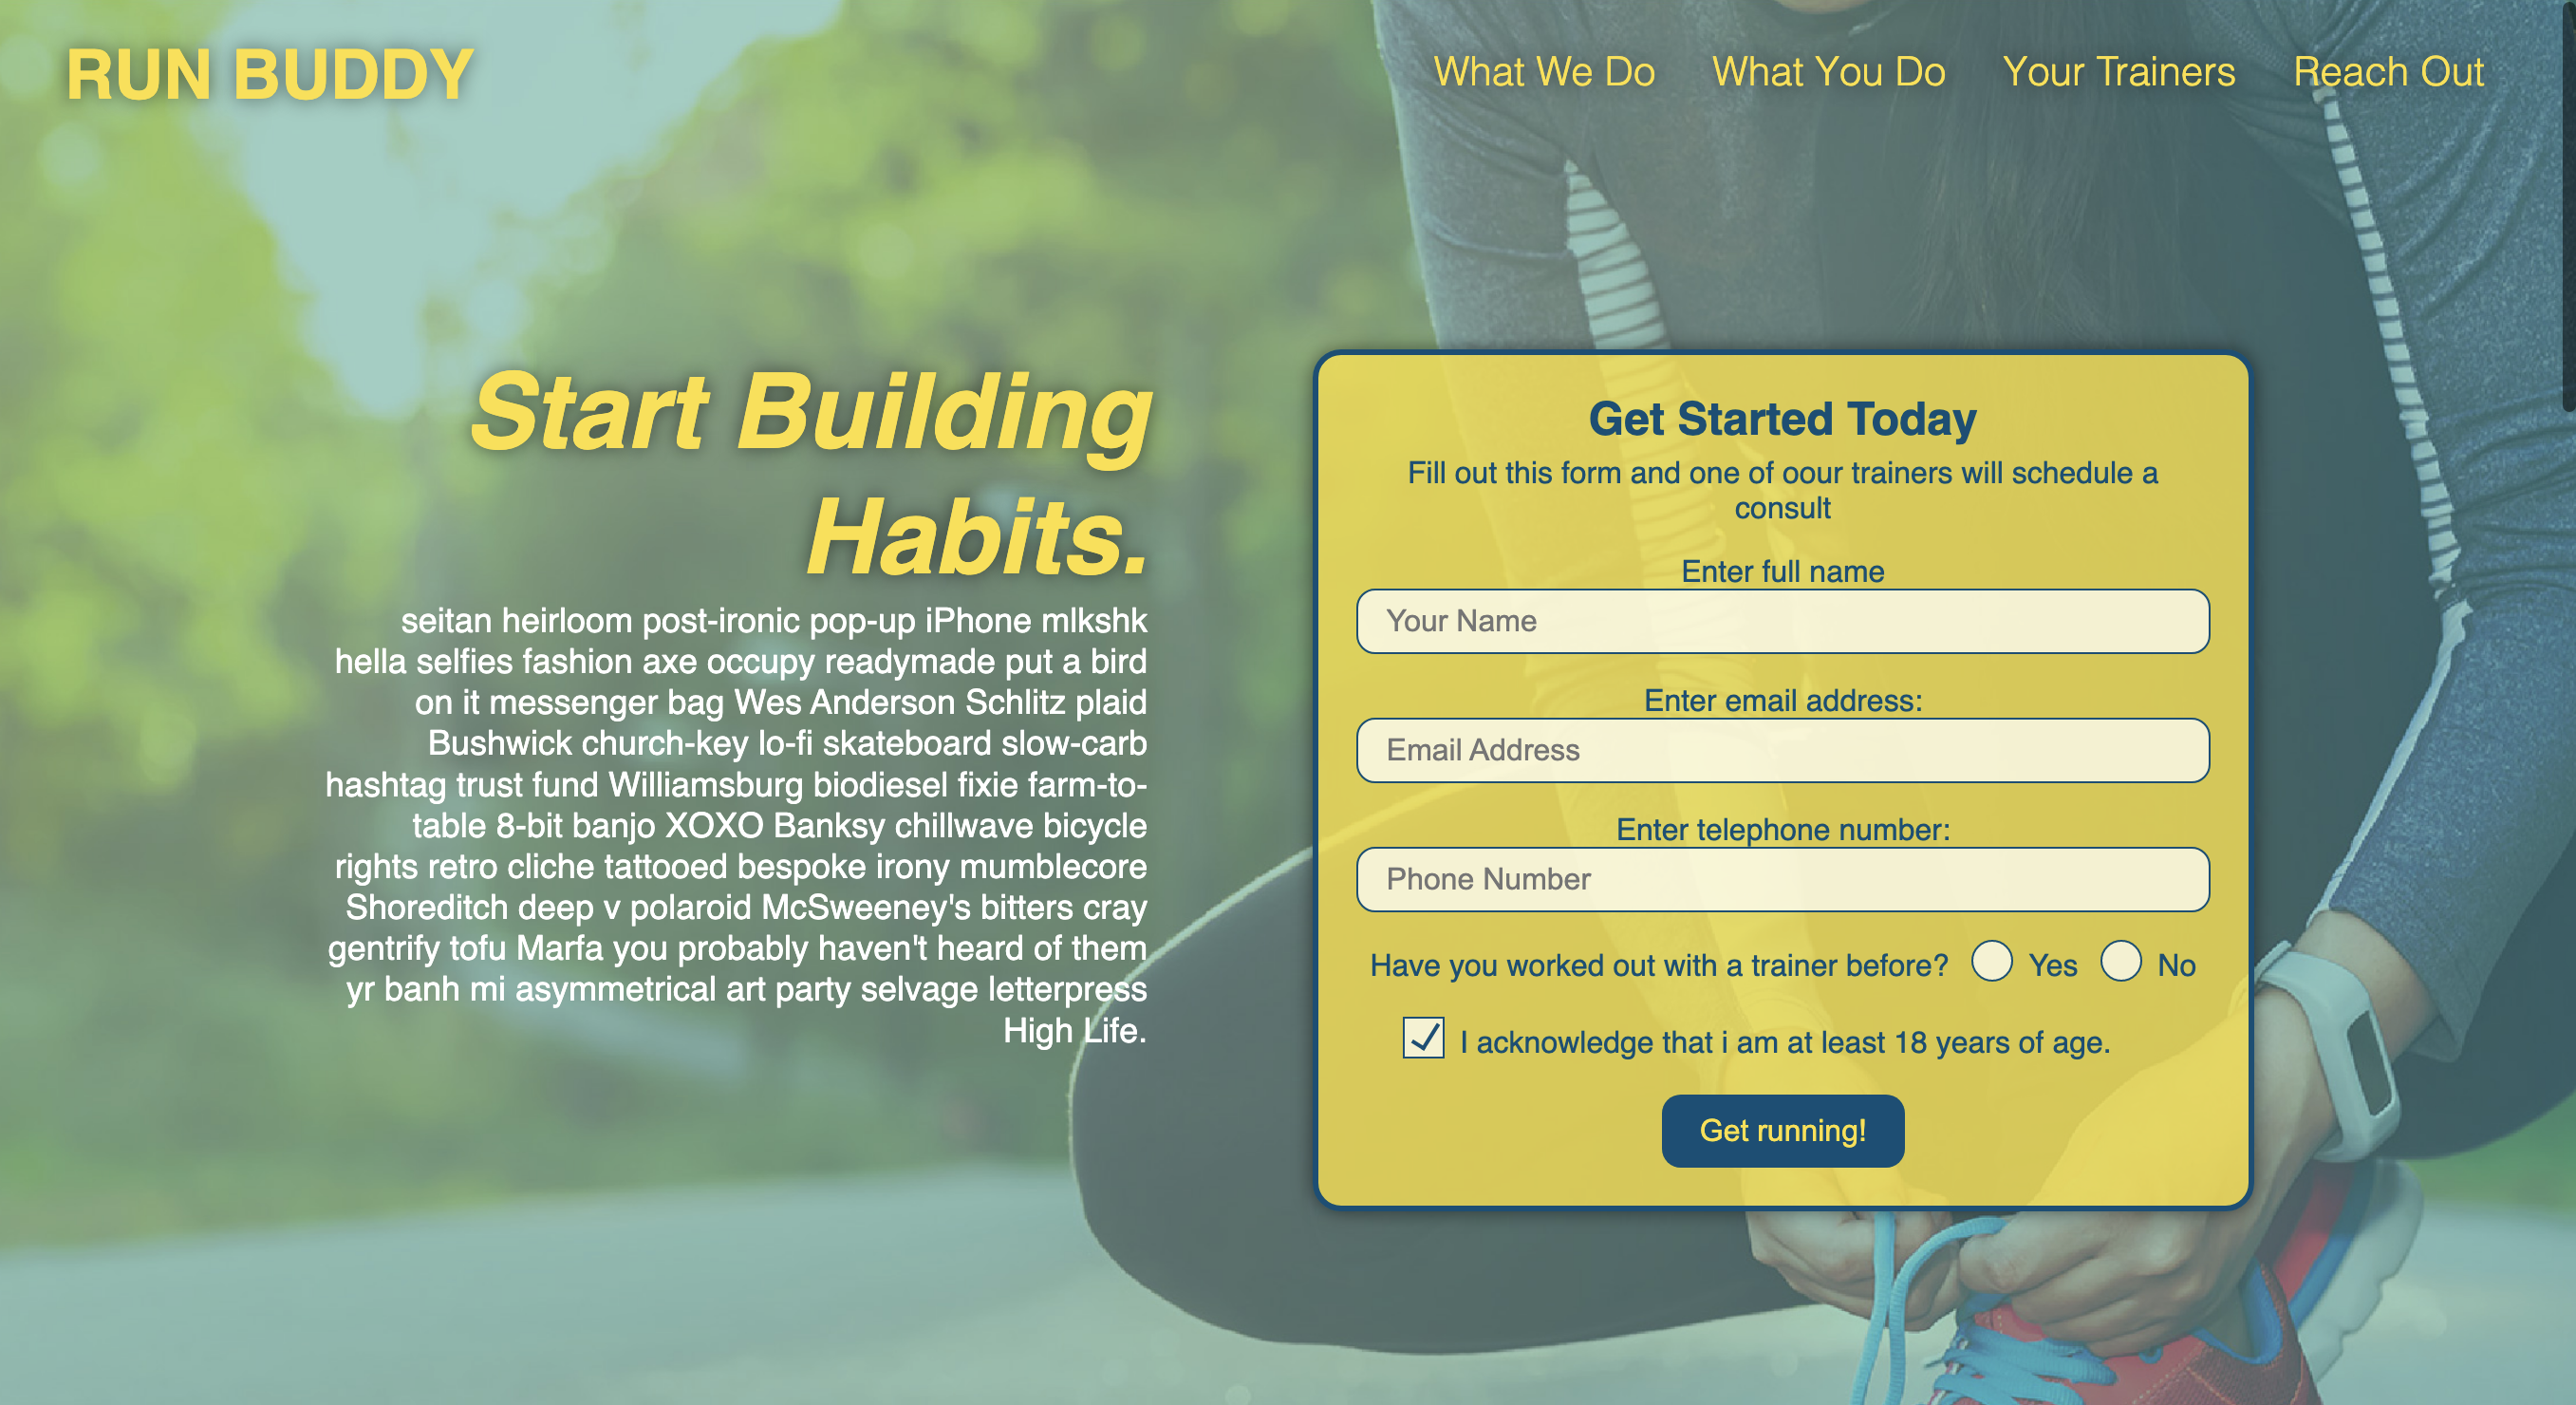 RUN BUDDY
What We Do What You Do Your Trainers Reach Out
Start Building
Habits.
seitan heirloom post-ironic pop-up iPhone mlkshk
hella selfies fashion axe occupy readymade put a bird
on it messenger bag Wes Anderson Schlitz plaid
Bushwick church-key lo-fi skateboard slow-carb
hashtag trust fund Williamsburg biodiesel fixie farm-to-
table 8-bit banjo XOXO Banksy chillwave bicycle
rights retro cliche tattooed bespoke irony mumblecore
Shoreditch deep v polaroid McSweeney's bitters cray
gentrify tofu Marfa you probably haven't heard of them
yr banh mi asymmetrical art party selvage letterpress
High Life.
Get Started Today
Fill out this form and one of oour trainers will schedule a
consult
Enter full name
Your Name
Enter email address:
Email Address
Enter telephone number:
Phone Number
Have you worked out with a trainer before? Yes No
I acknowledge that i am at least 18 years of age.
Get running!